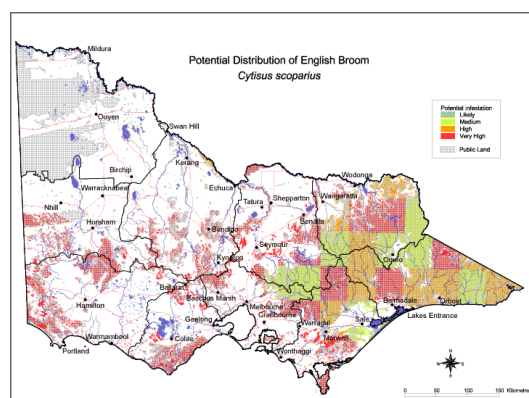 Potential Distribution of English Broom
Cytisus scoparius
Potential infestation
Likely
Medium
High
Very High
Public Land
Mildura
Ouyen
Swan Hill
Kerang
Birchip
Warracknabeal
Echuca
Wodonga
Tatura
Shepparton
Wangaratta
Nhill
Horsham
Benalla
Bendigo
Seymour
Kyneton
Omeo
Ballarat
Bacchus Marsh
Hamilton
Melbourne
Bairnsdale
Orbost
Geelong
Cranbourne
Lakes Entrance
Warragul
Sale
Colac
Morwell
Warrnambool
Portland
Wonthaggi
0 50 100 150 Kilometre